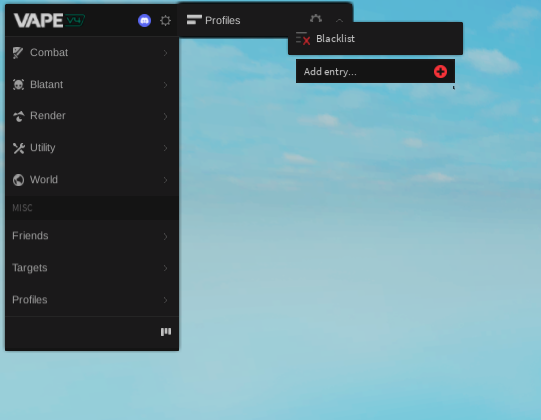 VAPE V4
Profiles
Blacklist
Combat
Add entry...
Blatant
Render
Utility
World
MISC
Friends
Targets
Profiles